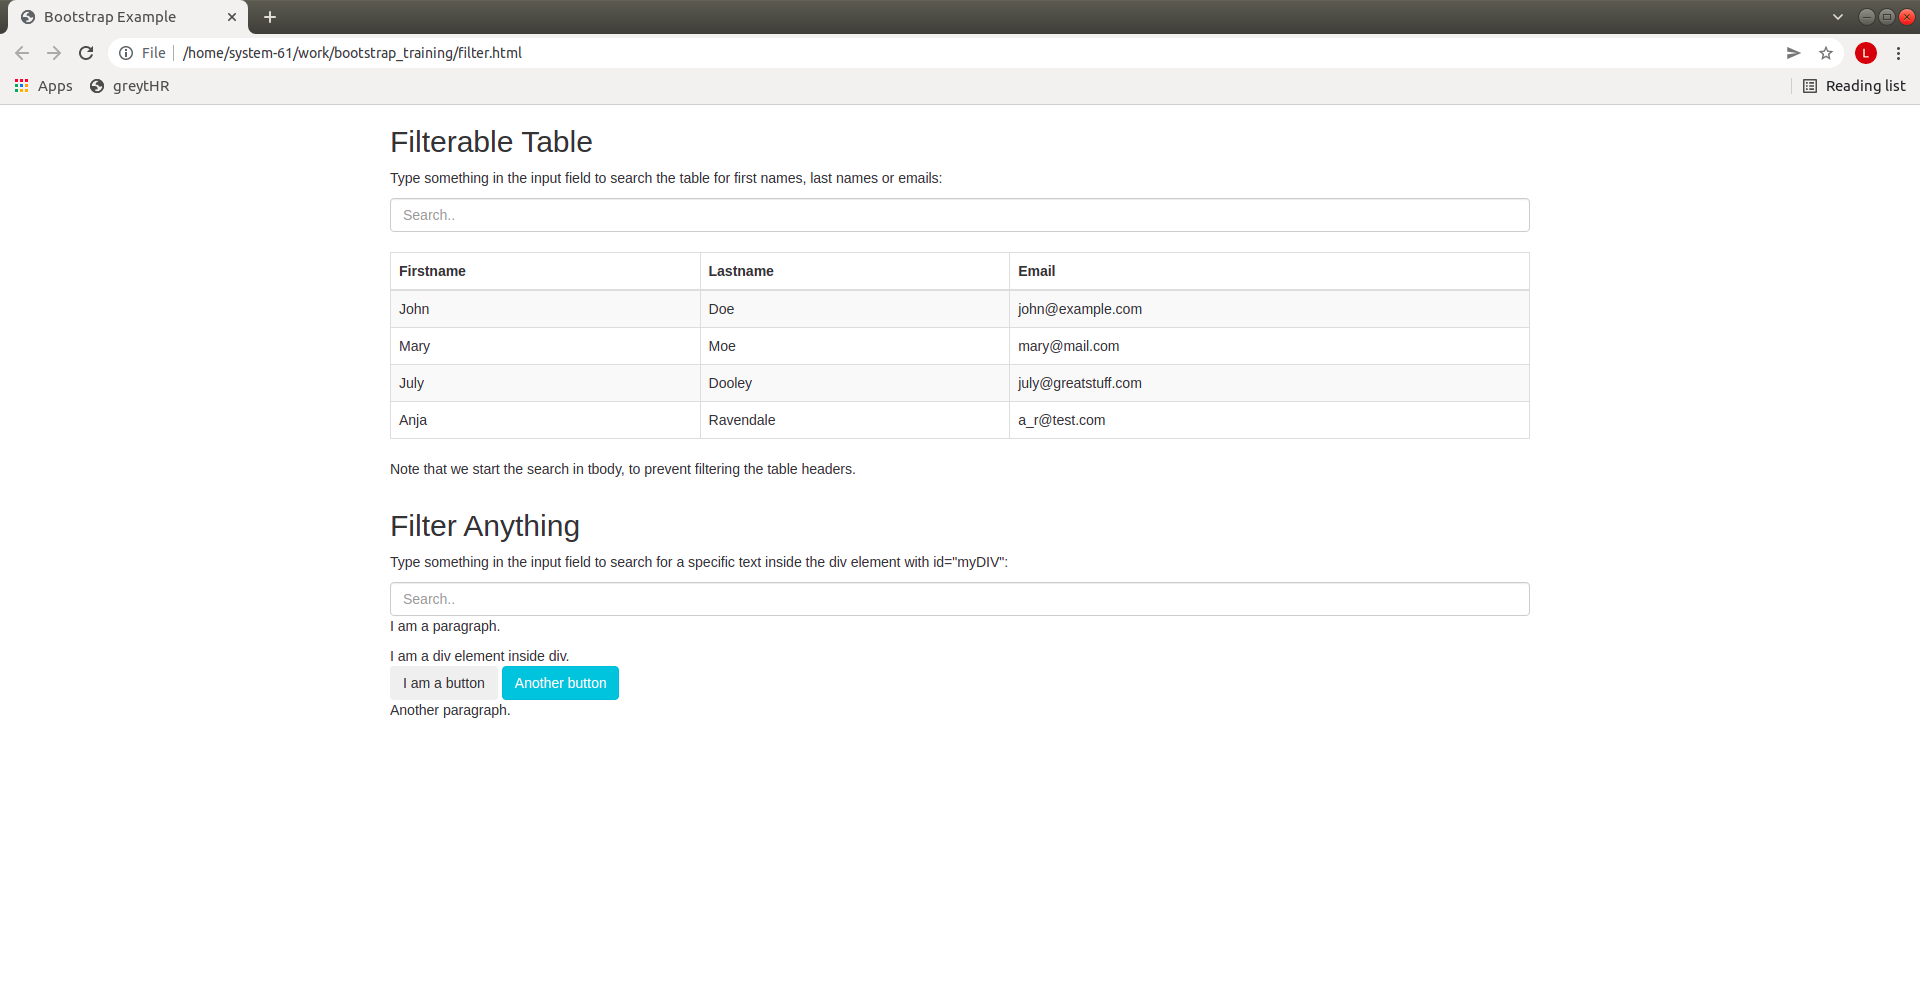 Bootstrap Example
File /home/system-61/work/bootstrap_training/filter.html
L
Apps greytHR Reading list
Filterable Table
Type something in the input field to search the table for first names, last names or emails:
Search..
Firstname Lastname Email
John Doe john@example.com
Mary Moe mary@mail.com
July Dooley july@greatstuff.com
Anja Ravendale a_r@test.com
Note that we start the search in tbody, to prevent filtering the table headers.
Filter Anything
Type something in the input field to search for a specific text inside the div element with id="myDIV":
Search..
I am a paragraph.
I am a div element inside div.
I am a button Another button
Another paragraph.